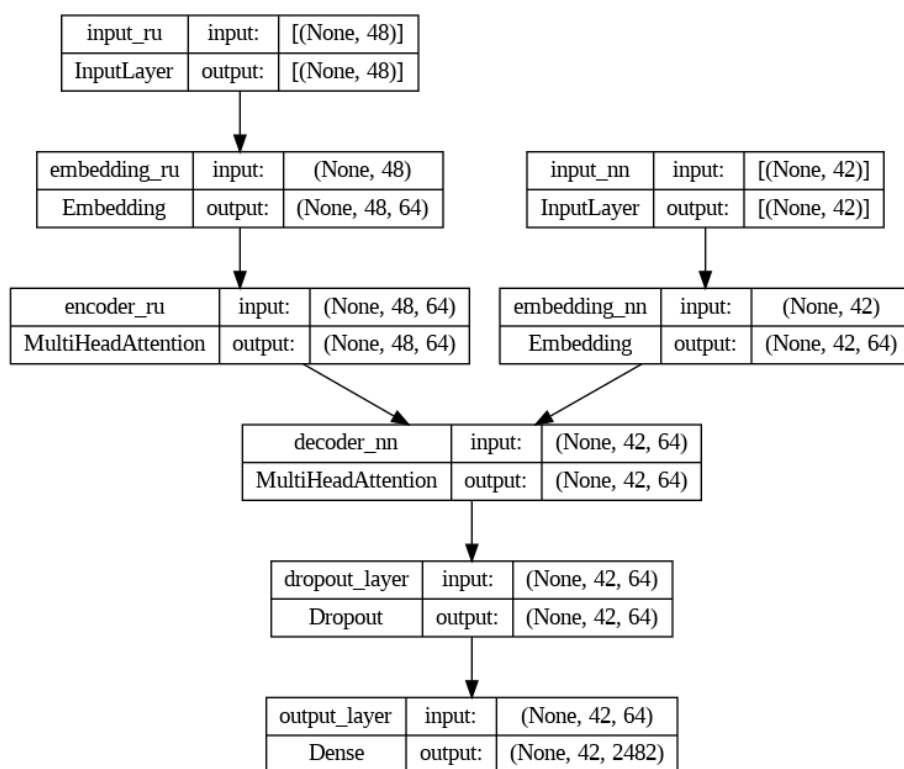 input_ru input: [(None, 48)]
InputLayer output: [(None, 48)]
embedding_ru input: (None, 48)
Embedding output: (None, 48, 64)
input_nn input: [(None, 42)]
InputLayer output: [(None, 42)]
encoder_ru input: (None, 48, 64)
MultiHeadAttention output: (None, 48, 64)
embedding_nn input: (None, 42)
Embedding output: (None, 42, 64)
decoder_nn input: (None, 42, 64)
MultiHeadAttention output: (None, 42, 64)
dropout_layer input: (None, 42, 64)
Dropout output: (None, 42, 64)
output_layer input: (None, 42, 64)
Dense output: (None, 42, 2482)